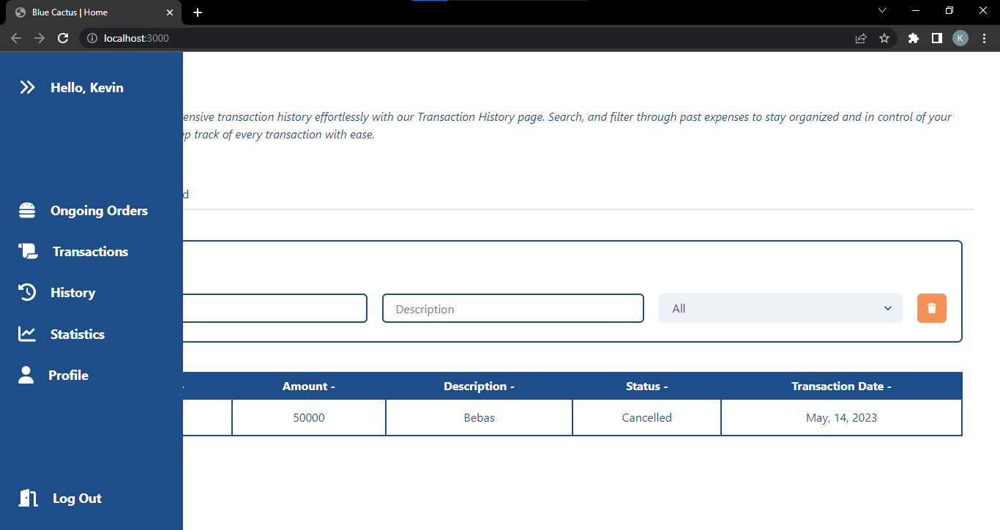 Blue Cactus | Home
localhost:3000
K
Hello, Kevin
ensive transaction history effortlessly with our Transaction History page. Search, and filter through past expenses to stay organized and in control of your
ep track of every transaction with ease.
d
Ongoing Orders
Transactions
History
Statistics
Profile
Log Out
Description
All
- Amount - Description - Status - Transaction Date -
50000 Bebas Cancelled May, 14, 2023